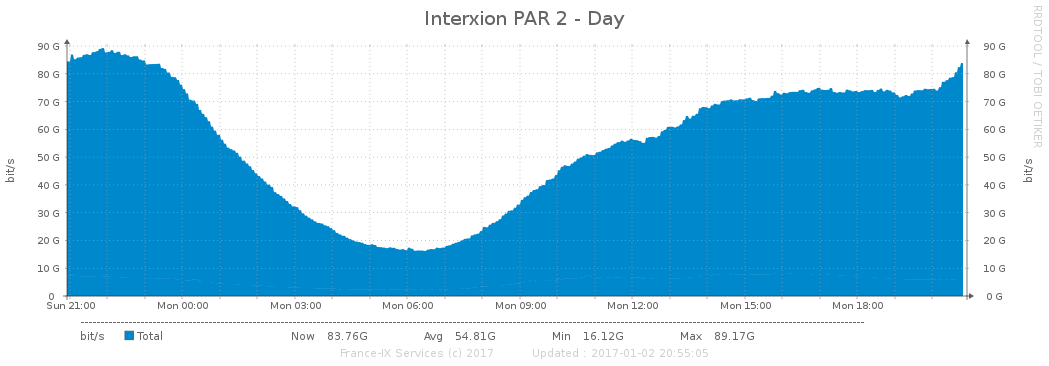 Interxion PAR 2 - Day
RRDTOOL / TOBI OETIKER
bit/s
bit/s
90 G 90 G
80 G 80 G
70 G 70 G
60 G 60 G
50 G 50 G
40 G 40 G
30 G 30 G
20 G 20 G
10 G 10 G
0 0 G
Sun 21:00 Mon 00:00 Mon 03:00 Mon 06:00 Mon 09:00 Mon 12:00 Mon 15:00 Mon 18:00
bit/s Total Now 83.76G Avg 54.81G Min 16.12G Max 89.17G
France-IX Services (c) 2017 Updated : 2017-01-02 20:55:05